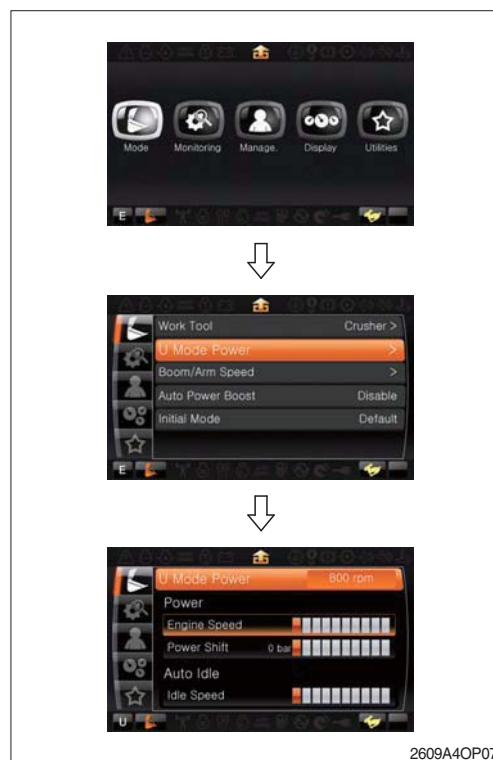 Mode Monitoring Manage. Display Utilities
E
Work Tool Crusher >
U Mode Power >
Boom/Arm Speed >
Auto Power Boost Disable
Initial Mode Default
E
U Mode Power 800 rpm
Power
Engine Speed
Power Shift 0 bar
Auto Idle
Idle Speed
U
2609A4OP07